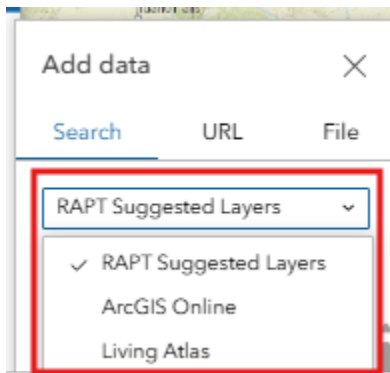 Add data
Search URL File
RAPT Suggested Layers
RAPT Suggested Layers
ArcGIS Online
Living Atlas